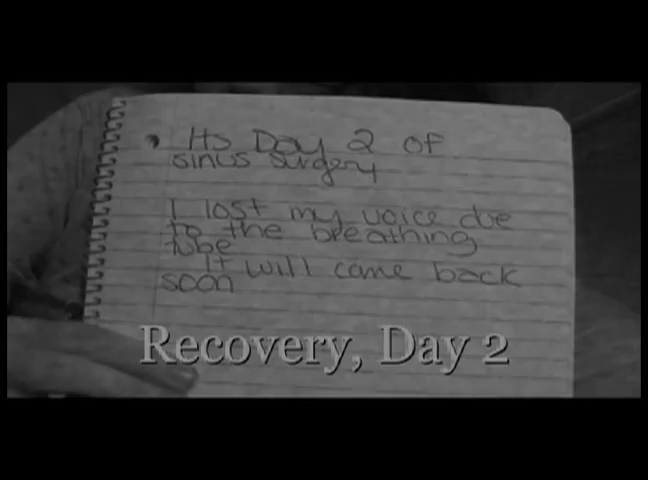 Its Day 2 of
sinus surgery
I lost my voice due
to the breathing
tube
It will come back
soon
Recovery, Day 2